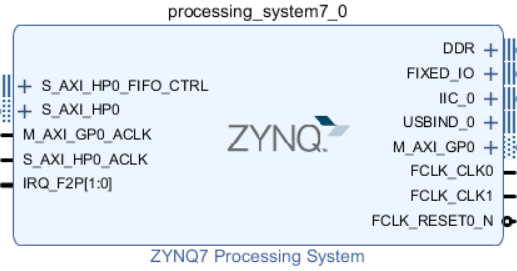 processing_system7_0
DDR
FIXED_IO
S_AXI_HP0_FIFO_CTRL
IIC_0
S_AXI_HP0
USBIND_0
M_AXI_GP0_ACLK
ZYNQ
M_AXI_GP0
S_AXI_HP0_ACLK
FCLK_CLK0
IRQ_F2P[1:0]
FCLK_CLK1
FCLK_RESET0_N
ZYNQ7 Processing System